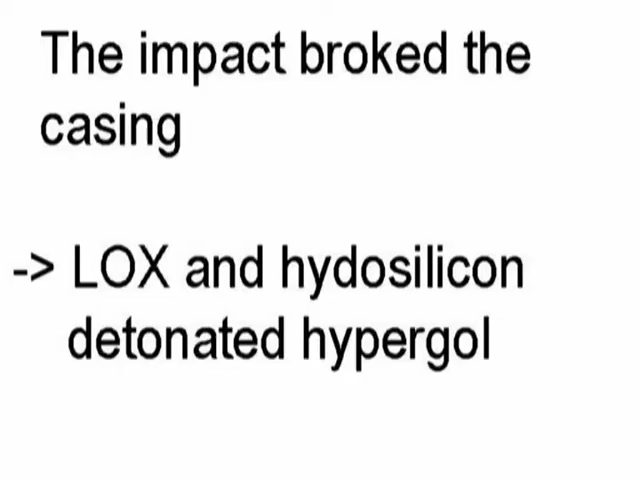 The impact broked the
casing
-> LOX and hydosilicon
detonated hypergol